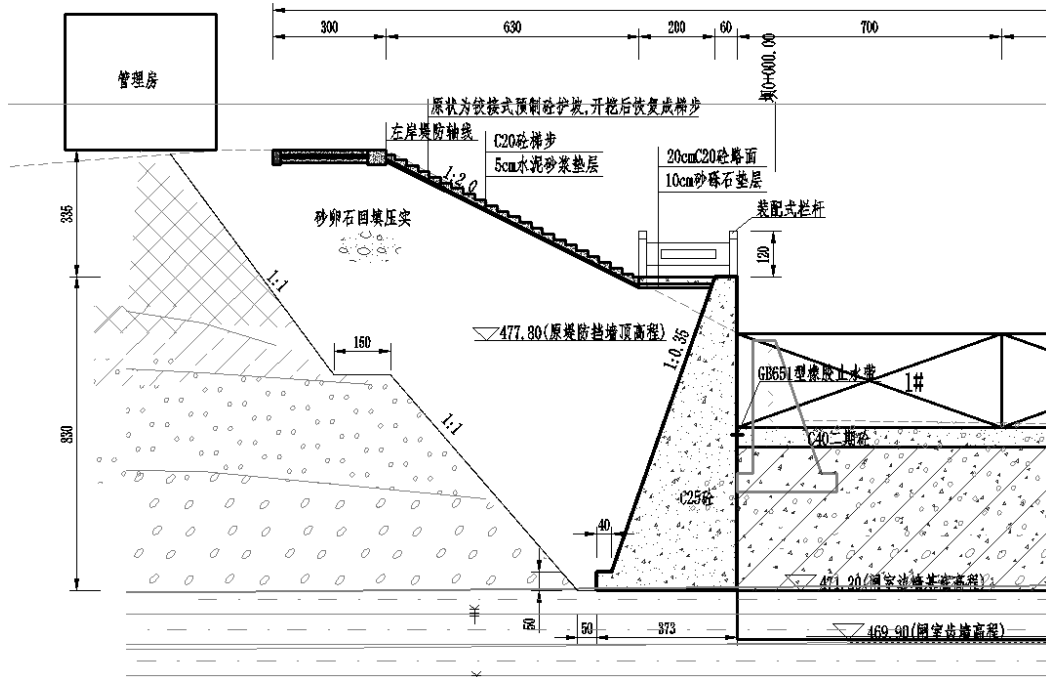 300
630
200
60
700
管理房
坝0+000.00
原状为铰接式预制砼护坡,开挖后恢复成梯步
左岸堤防轴线
C20砼梯步
5cm水泥砂浆垫层
20cmC20砼路面
10cm砂砾石垫层
1:2.0
装配式栏杆
335
砂卵石回填压实
120
1:1
477.80(原堤防挡墙顶高程)
150
1:0.35
GB651型橡胶止水带
1#
830
1:1
C40二期砼
C25砼
40
471.20(闸室边墙基底高程)
50
50
373
469.90(闸室齿墙高程)
K
K